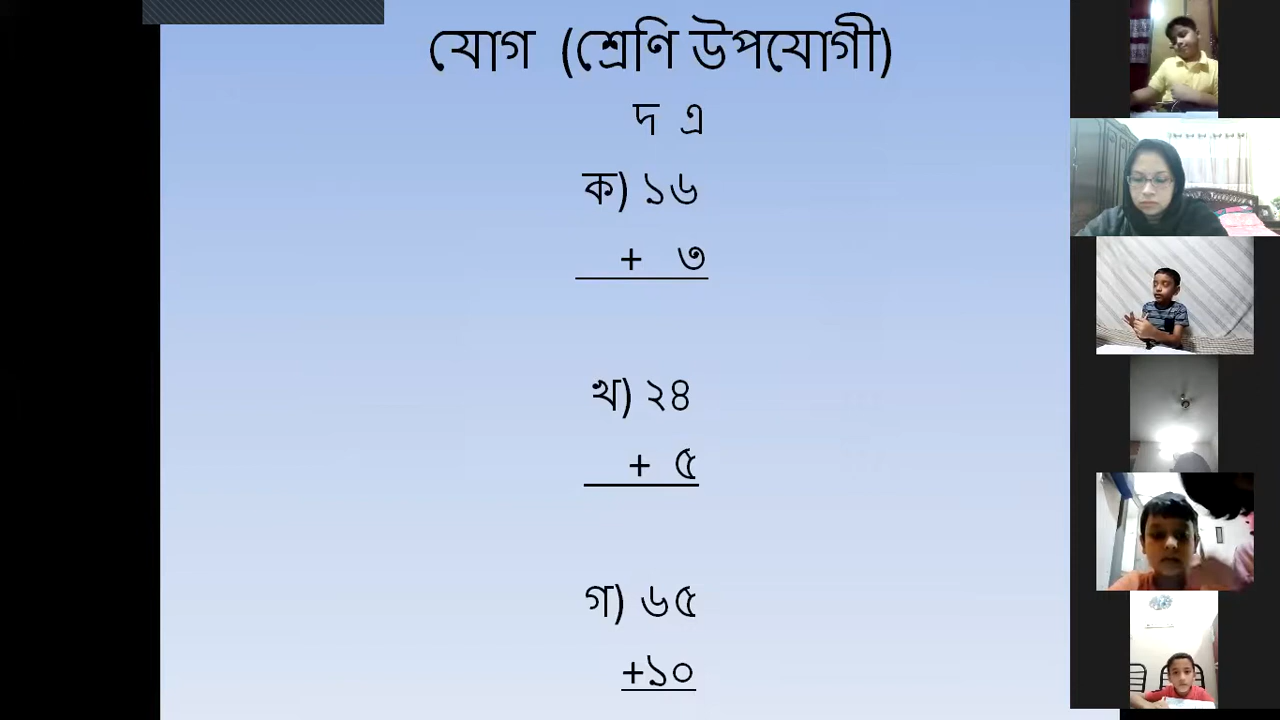 যোগ (শ্রেণি উপযোগী)
দ এ
ক) ১৬
+ ৩
খ) ২৪
+ ৫
গ) ৬৫
+১০